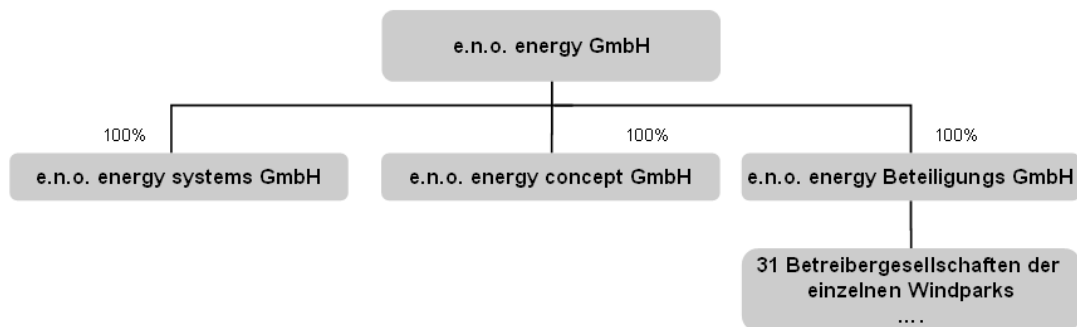 e.n.o. energy GmbH
100%
100%
100%
e.n.o. energy systems GmbH
e.n.o. energy concept GmbH
e.n.o. energy Beteiligungs GmbH
31 Betreibergesellschaften der
einzelnen Windparks
....